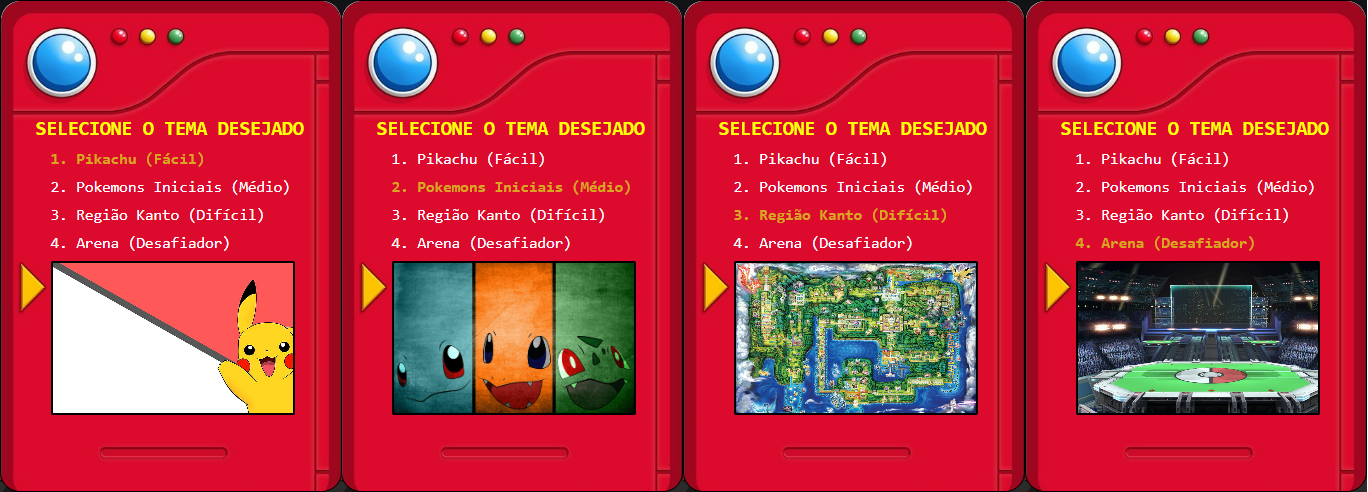 SELECIONE O TEMA DESEJADO
1. Pikachu (Fácil)
2. Pokemons Iniciais (Médio)
3. Região Kanto (Difícil)
4. Arena (Desafiador)
SELECIONE O TEMA DESEJADO
1. Pikachu (Fácil)
2. Pokemons Iniciais (Médio)
3. Região Kanto (Difícil)
4. Arena (Desafiador)
SELECIONE O TEMA DESEJADO
1. Pikachu (Fácil)
2. Pokemons Iniciais (Médio)
3. Região Kanto (Difícil)
4. Arena (Desafiador)
SELECIONE O TEMA DESEJADO
1. Pikachu (Fácil)
2. Pokemons Iniciais (Médio)
3. Região Kanto (Difícil)
4. Arena (Desafiador)